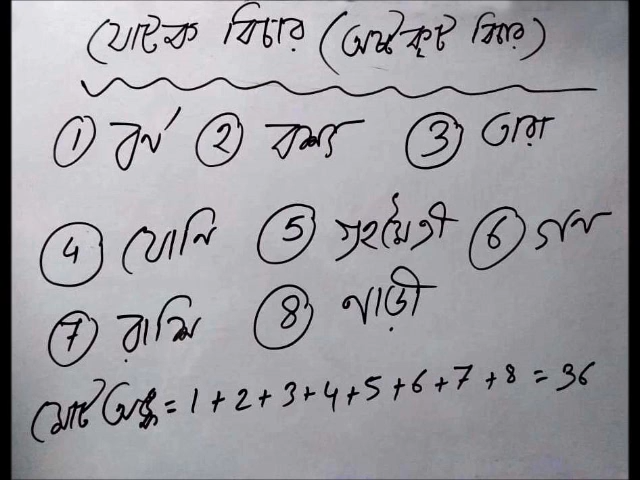 যোটক বিচার (অষ্টকূট বিচার)
① বর্ণ ② বশ্য ③ তারা
④ যোনি ⑤ গ্রহমৈত্রী ⑥ গণ
⑦ রাশি ⑧ নাড়ী
মোট অঙ্ক = 1 + 2 + 3 + 4 + 5 + 6 + 7 + 8 = 36